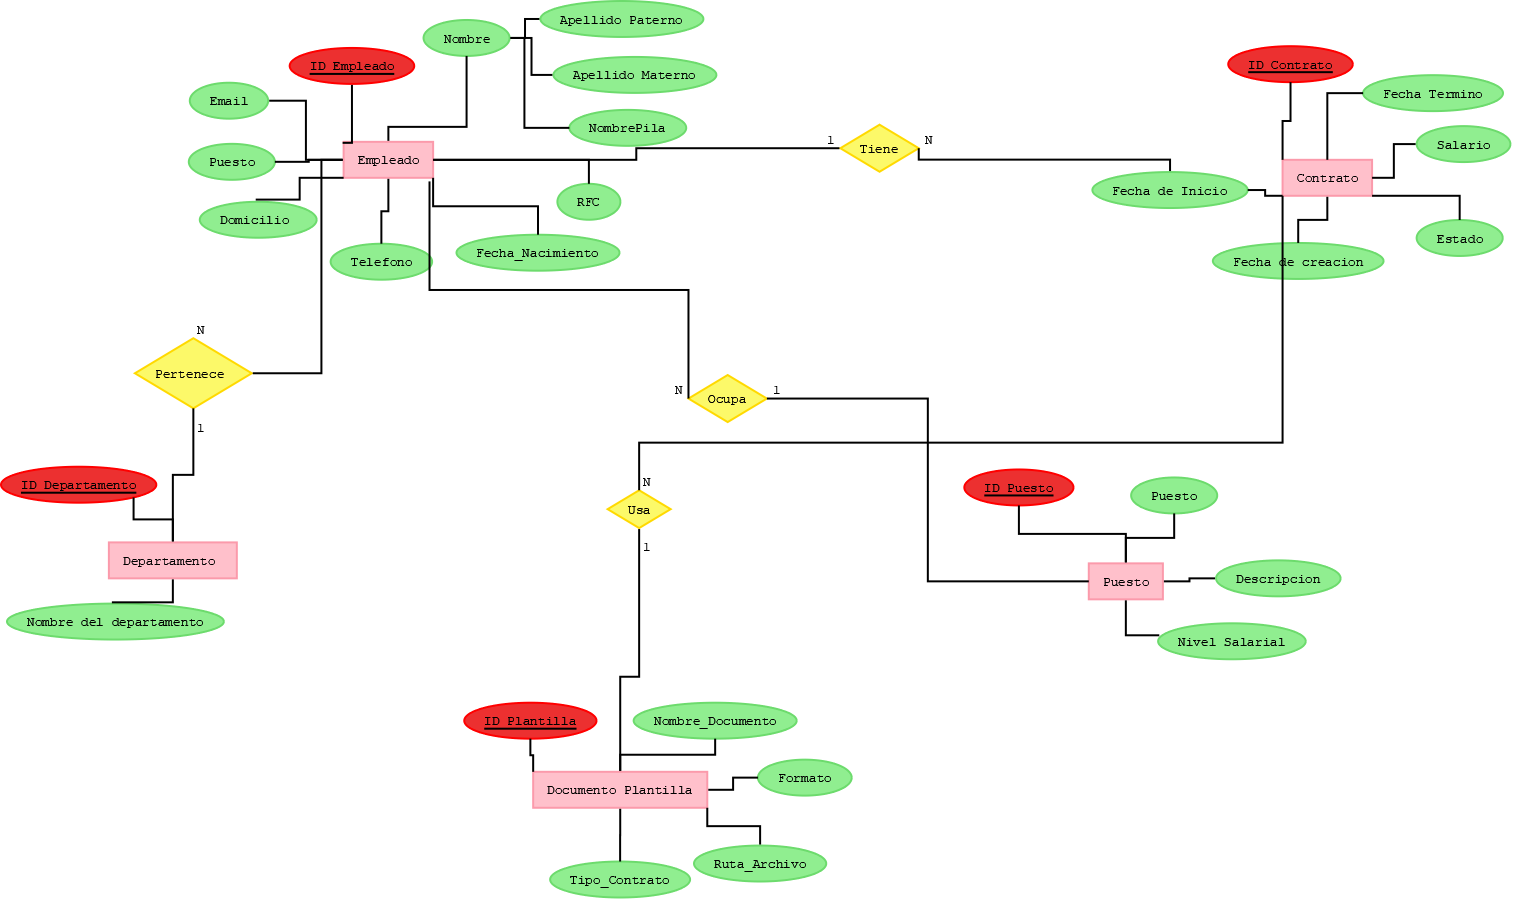 Apellido Paterno
Nombre
ID Empleado
ID Contrato
Apellido Materno
Fecha Termino
Email
NombrePila
1
N
Tiene
Salario
Puesto
Empleado
Contrato
Fecha de Inicio
RFC
Domicilio
Estado
Fecha_Nacimiento
Telefono
Fecha de creacion
N
Pertenece
N
1
Ocupa
1
ID Departamento
N
ID Puesto
Puesto
Usa
1
Departamento
Puesto
Descripcion
Nombre del departamento
Nivel Salarial
ID Plantilla
Nombre_Documento
Formato
Documento Plantilla
Ruta_Archivo
Tipo_Contrato